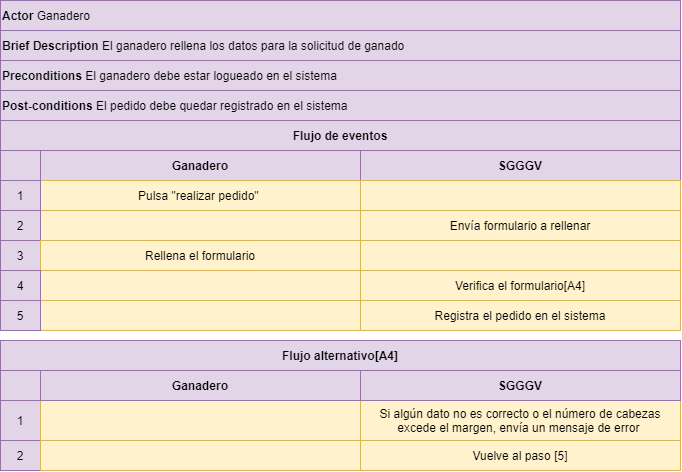 Actor Ganadero
Brief Description El ganadero rellena los datos para la solicitud de ganado
Preconditions El ganadero debe estar logueado en el sistema
Post-conditions El pedido debe quedar registrado en el sistema
Flujo de eventos
Ganadero SGGGV
1 Pulsa "realizar pedido"
2 Envía formulario a rellenar
3 Rellena el formulario
4 Verifica el formulario[A4]
5 Registra el pedido en el sistema
Flujo alternativo[A4]
Ganadero SGGGV
1 Si algún dato no es correcto o el número de cabezas
excede el margen, envía un mensaje de error
2 Vuelve al paso [5]